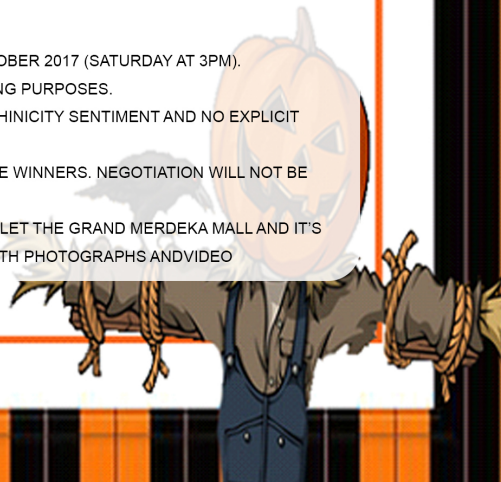 OBER 2017 (SATURDAY AT 3PM).
NG PURPOSES.
HINICITY SENTIMENT AND NO EXPLICIT
E WINNERS. NEGOTIATION WILL NOT BE
LET THE GRAND MERDEKA MALL AND IT'S
TH PHOTOGRAPHS ANDVIDEO